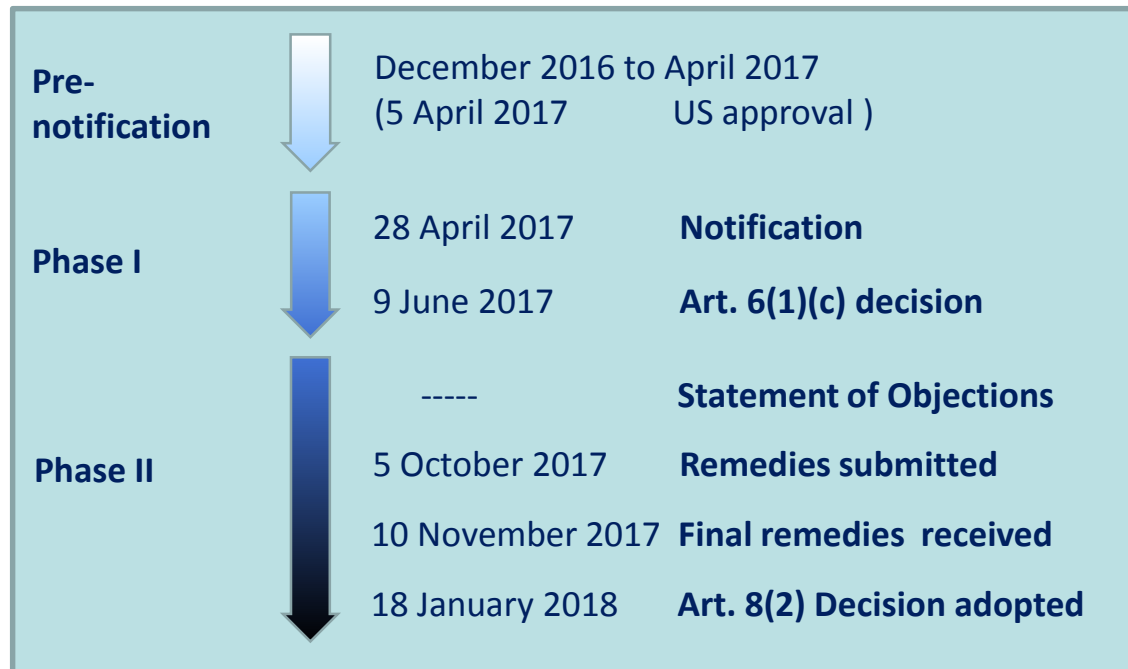 Pre-
notification
December 2016 to April 2017
(5 April 2017 US approval )
Phase I
28 April 2017 Notification
9 June 2017 Art. 6(1)(c) decision
Phase II
----- Statement of Objections
5 October 2017 Remedies submitted
10 November 2017 Final remedies  received
18 January 2018 Art. 8(2) Decision adopted